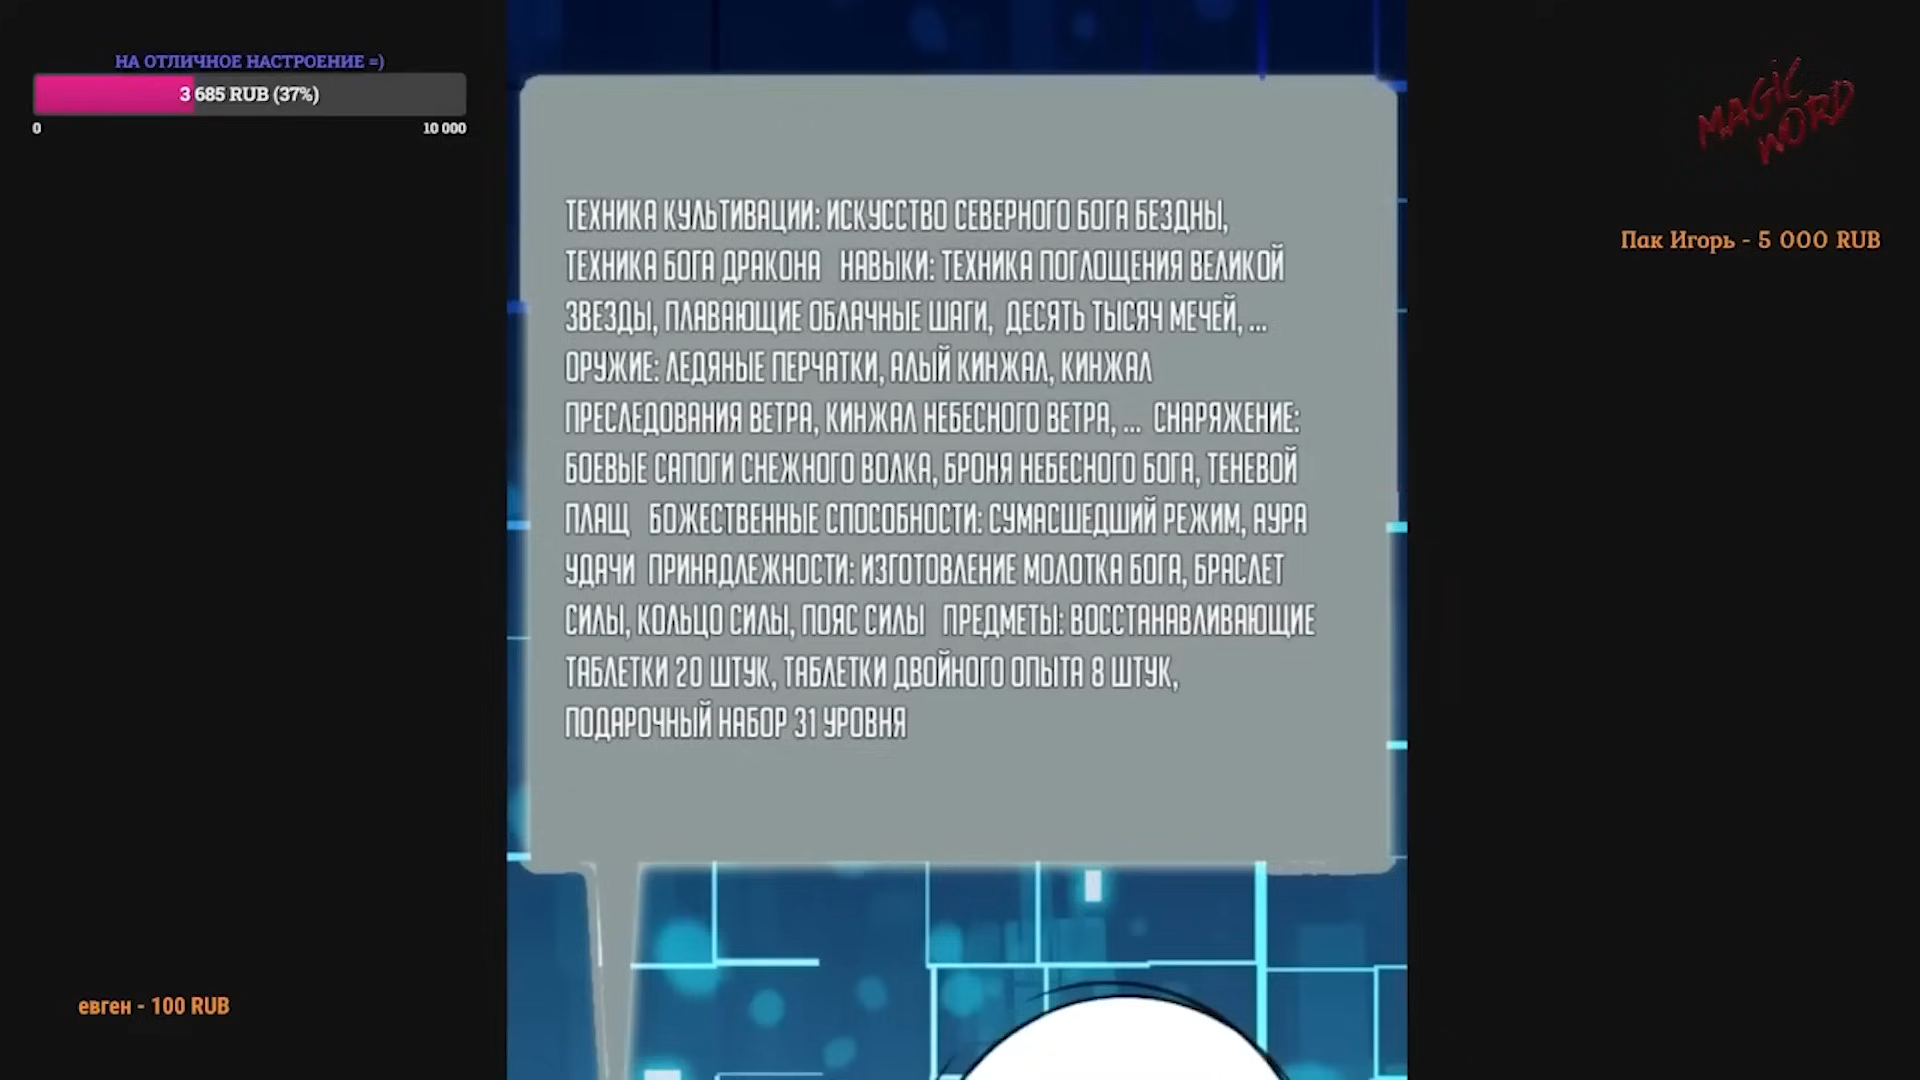 НА ОТЛИЧНОЕ НАСТРОЕНИЕ =)
3 685 RUB (37%)
0
10 000
MAGIC
WORD
Пак Игорь - 5 000 RUB
ТЕХНИКА КУЛЬТИВАЦИИ: ИСКУССТВО СЕВЕРНОГО БОГА БЕЗДНЫ,
ТЕХНИКА БОГА ДРАКОНА НАВЫКИ: ТЕХНИКА ПОГЛОЩЕНИЯ ВЕЛИКОЙ
ЗВЕЗДЫ, ПЛАВАЮЩИЕ ОБЛАЧНЫЕ ШАГИ, ДЕСЯТЬ ТЫСЯЧ МЕЧЕЙ, ...
ОРУЖИЕ: ЛЕДЯНЫЕ ПЕРЧАТКИ, АЛЫЙ КИНЖАЛ, КИНЖАЛ
ПРЕСЛЕДОВАНИЯ ВЕТРА, КИНЖАЛ НЕБЕСНОГО ВЕТРА, ... СНАРЯЖЕНИЕ:
БОЕВЫЕ САПОГИ СНЕЖНОГО ВОЛКА, БРОНЯ НЕБЕСНОГО БОГА, ТЕНЕВОЙ
ПЛАЩ БОЖЕСТВЕННЫЕ СПОСОБНОСТИ: СУМАСШЕДШИЙ РЕЖИМ, АУРА
УДАЧИ ПРИНАДЛЕЖНОСТИ: ИЗГОТОВЛЕНИЕ МОЛОТКА БОГА, БРАСЛЕТ
СИЛЫ, КОЛЬЦО СИЛЫ, ПОЯС СИЛЫ ПРЕДМЕТЫ: ВОССТАНАВЛИВАЮЩИЕ
ТАБЛЕТКИ 20 ШТУК, ТАБЛЕТКИ ДВОЙНОГО ОПЫТА 8 ШТУК,
ПОДАРОЧНЫЙ НАБОР 31 УРОВНЯ
евген - 100 RUB